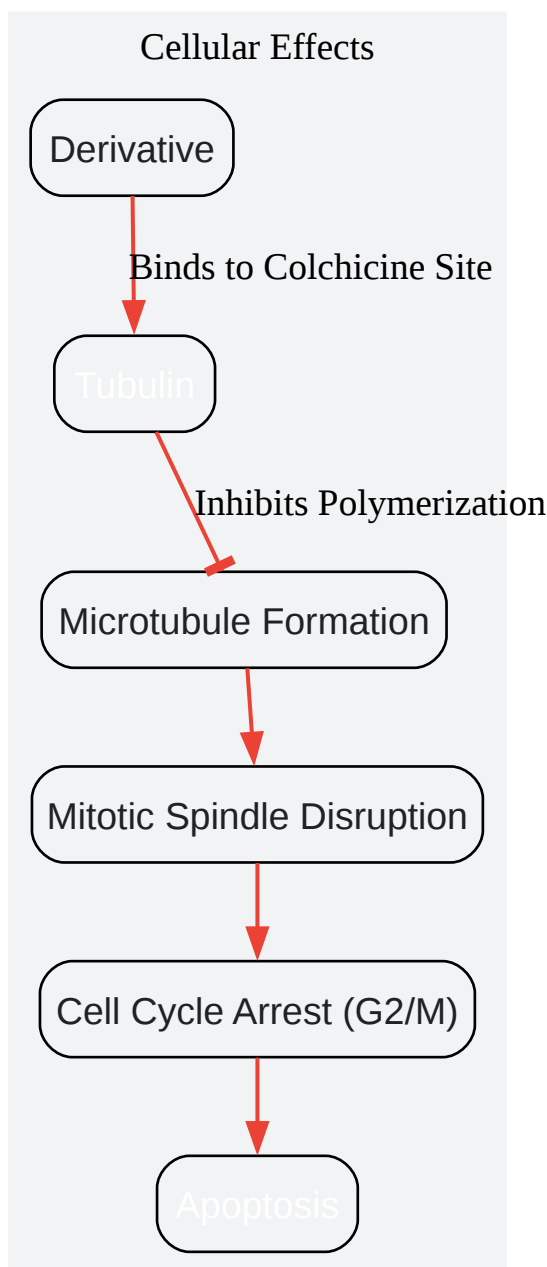 Cellular Effects
Derivative
Binds to Colchicine Site
Tubulin
Inhibits Polymerization
Microtubule Formation
Mitotic Spindle Disruption
Cell Cycle Arrest (G2/M)
Apoptosis